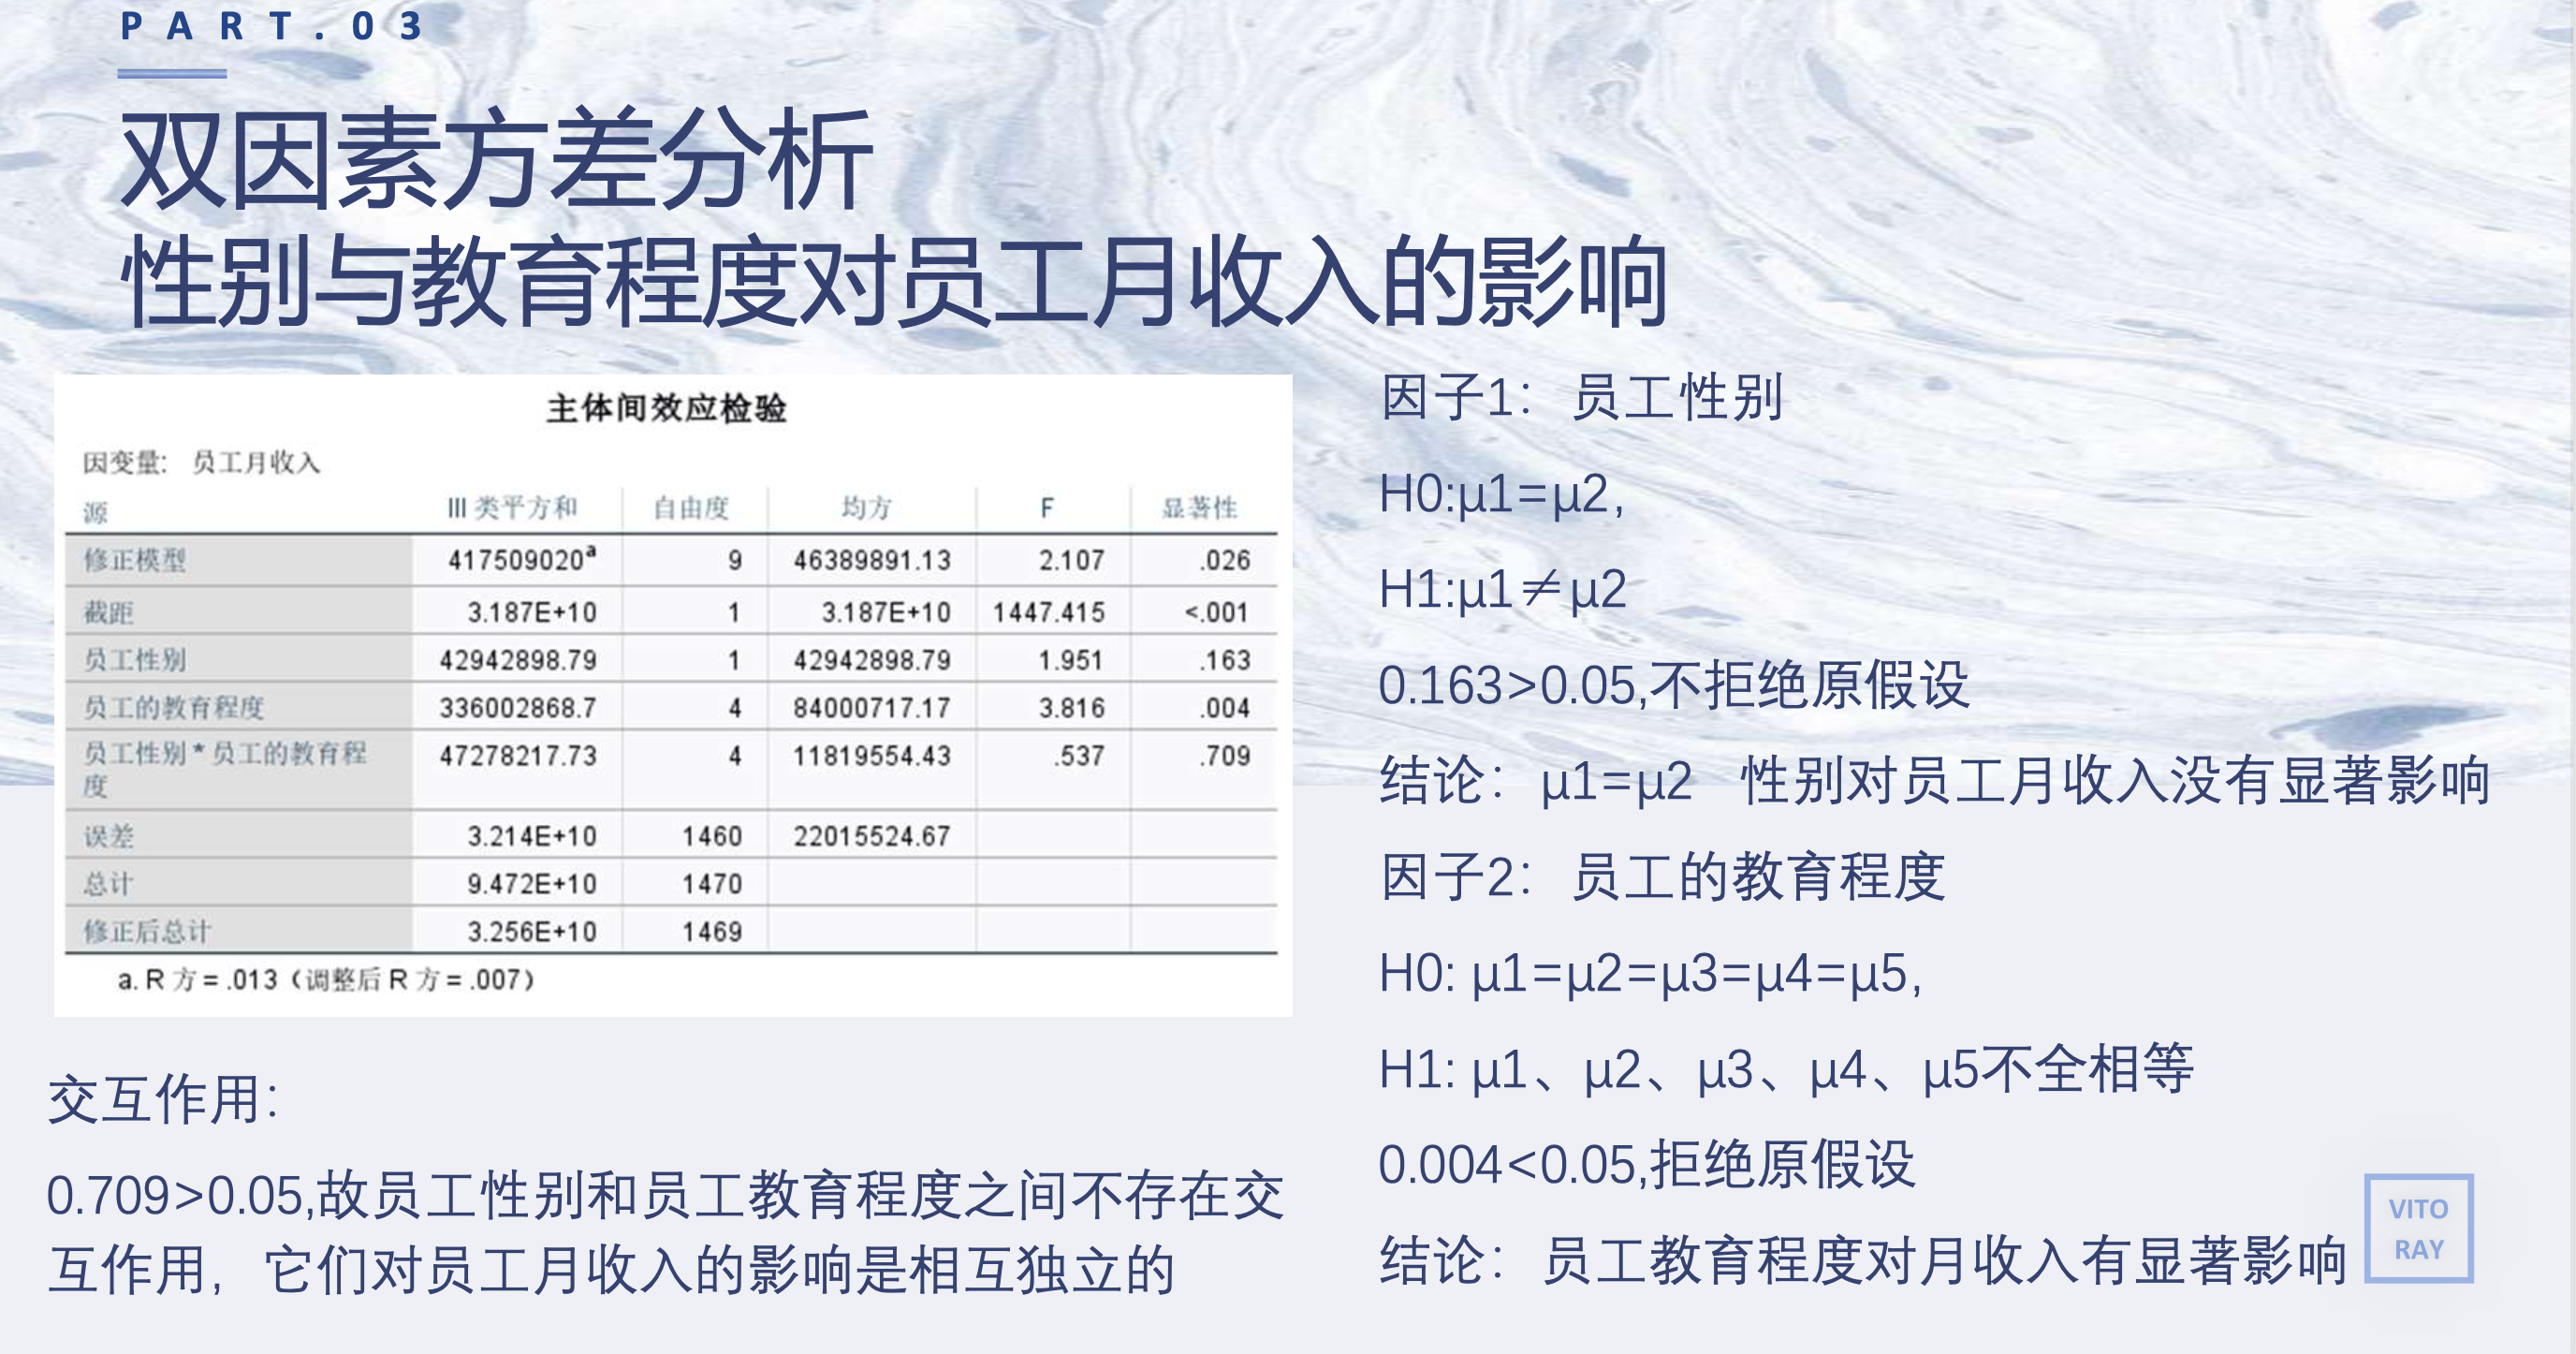 PART.03
双因素方差分析
性别与教育程度对员工月收入的影响
主体间效应检验
因变量: 员工月收入
源 III 类平方和 自由度 均方 F 显著性
修正模型 417509020ª 9 46389891.13 2.107 .026
截距 3.187E+10 1 3.187E+10 1447.415 <.001
员工性别 42942898.79 1 42942898.79 1.951 .163
员工的教育程度 336002868.7 4 84000717.17 3.816 .004
员工性别 * 员工的教育程 47278217.73 4 11819554.43 .537 .709
度
误差 3.214E+10 1460 22015524.67
总计 9.472E+10 1470
修正后总计 3.256E+10 1469
a. R 方 = .013（调整后 R 方 = .007）
交互作用:
0.709>0.05,故员工性别和员工教育程度之间不存在交
互作用，它们对员工月收入的影响是相互独立的
因子1：员工性别
H0:μ1=μ2,
H1:μ1≠μ2
0.163>0.05,不拒绝原假设
结论：μ1=μ2 性别对员工月收入没有显著影响
因子2：员工的教育程度
H0: μ1=μ2=μ3=μ4=μ5,
H1: μ1、μ2、μ3、μ4、μ5不全相等
0.004<0.05,拒绝原假设
结论：员工教育程度对月收入有显著影响
VITO
RAY